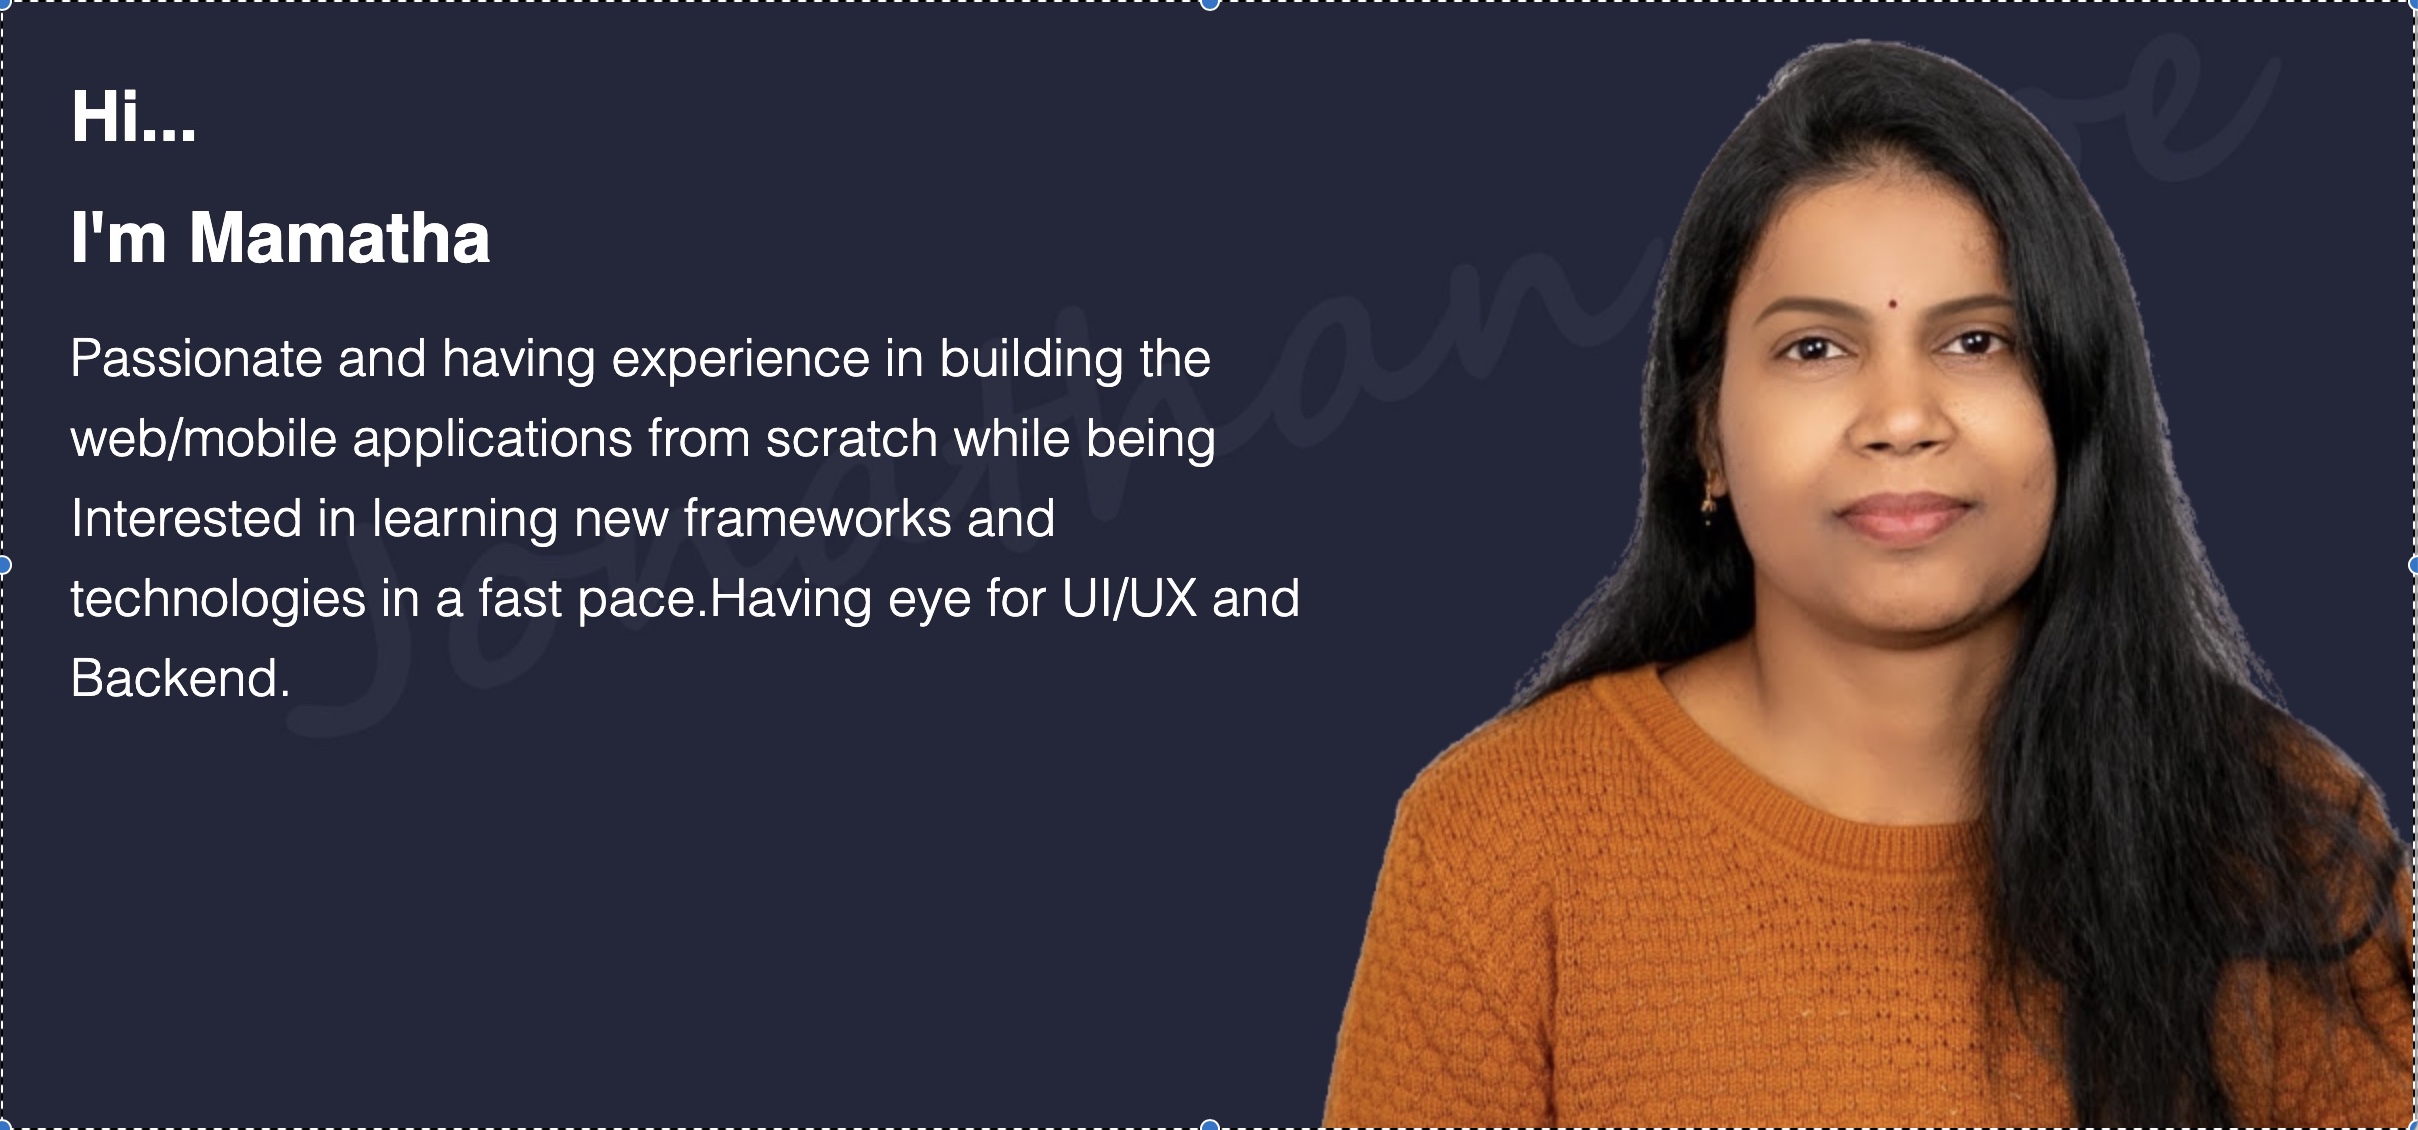 Hi...
I'm Mamatha
Passionate and having experience in building the
web/mobile applications from scratch while being
Interested in learning new frameworks and
technologies in a fast pace.Having eye for UI/UX and
Backend.
Jonathan